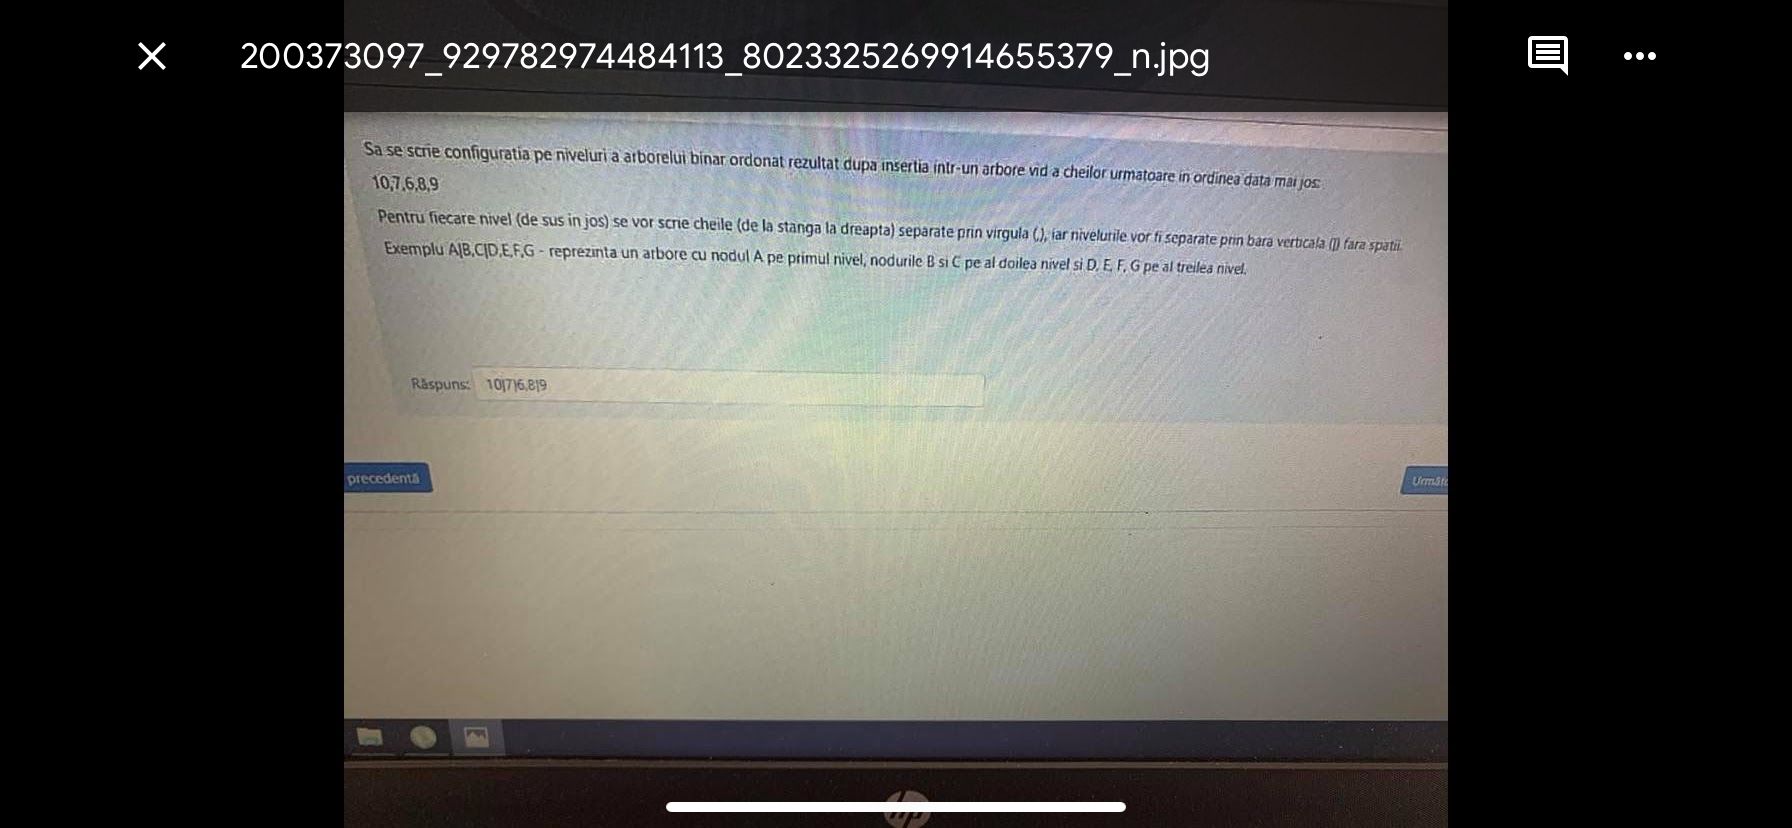 200373097_929782974484113_8023325269914655379_n.jpg
Sa se scrie configuratia pe niveluri a arborelui binar ordonat rezultat dupa insertia intr-un arbore vid a cheilor urmatoare in ordinea data mai jos:
10,7,6,8,9
Pentru fiecare nivel (de sus in jos) se vor scrie cheile (de la stanga la dreapta) separate prin virgula (,), iar nivelurile vor fi separate prin bara verticala (|) fara spatii.
Exemplu A|B,C|D,E,F,G - reprezinta un arbore cu nodul A pe primul nivel, nodurile B si C pe al doilea nivel si D, E, F, G pe al treilea nivel.
Răspuns: 10|7|6,8|9
precedentă
Următo
hp